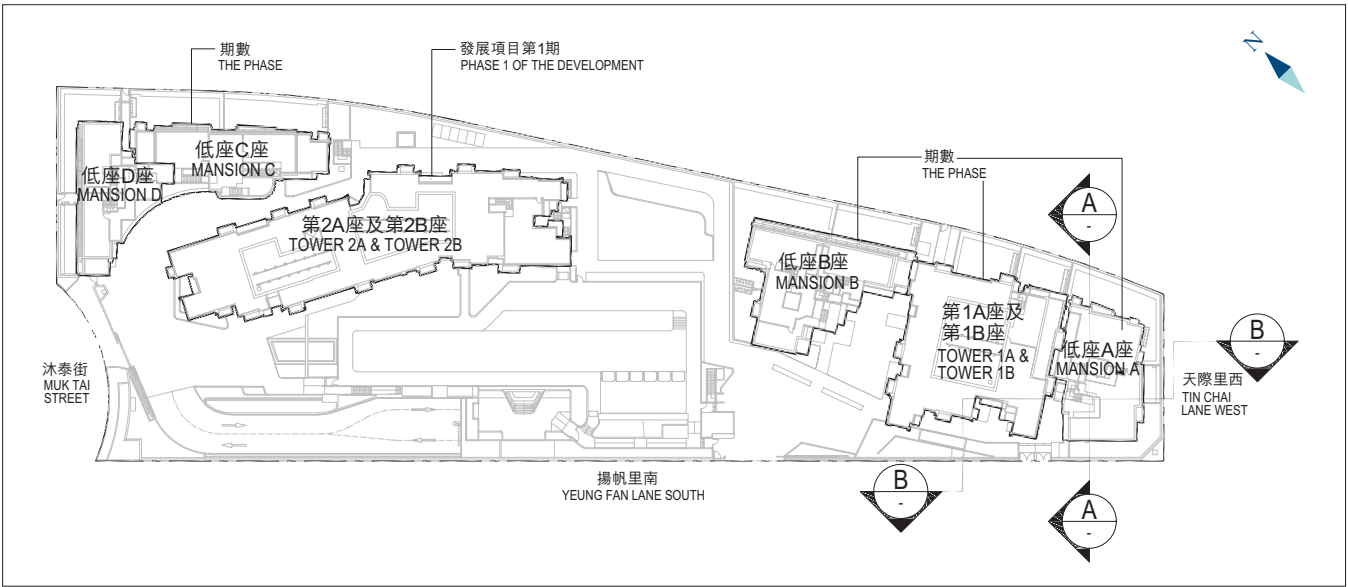 N
期數
THE PHASE
發展項目第1期
PHASE 1 OF THE DEVELOPMENT
低座C座
MANSION C
低座D座
MANSION D
第2A座及第2B座
TOWER 2A & TOWER 2B
期數
THE PHASE
A
-
低座B座
MANSION B
第1A座及
第1B座
TOWER 1A &
TOWER 1B
低座A座
MANSION A
B
-
沐泰街
MUK TAI
STREET
天際里西
TIN CHAI
LANE WEST
揚帆里南
YEUNG FAN LANE SOUTH
B
-
A
-